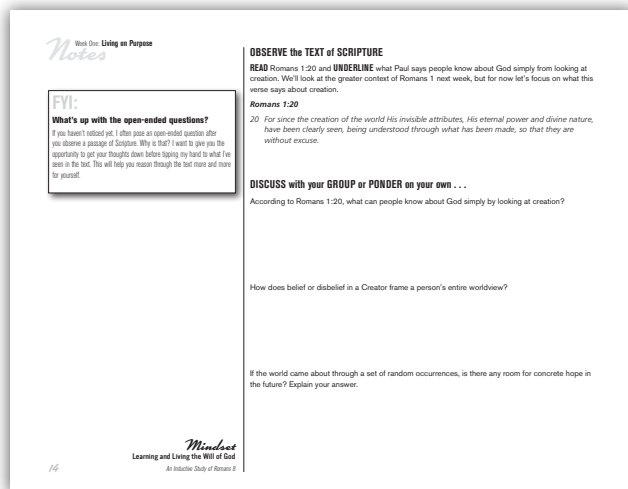 Week One: Living on Purpose
Notes
FYI:
What's up with the open-ended questions?
If you haven't noticed yet, I often pose an open-ended question after
you observe a passage of Scripture. Why is that? I want to give you the
opportunity to get your thoughts down before tipping my hand to what I've
seen in the text. This will help you reason through the text more and more
for yourself.
OBSERVE the TEXT of SCRIPTURE
READ Romans 1:20 and UNDERLINE what Paul says people know about God simply from looking at
creation. We'll look at the greater context of Romans 1 next week, but for now let's focus on what this
verse says about creation.
Romans 1:20
20 For since the creation of the world His invisible attributes, His eternal power and divine nature,
have been clearly seen, being understood through what has been made, so that they are
without excuse.
DISCUSS with your GROUP or PONDER on your own . . .
According to Romans 1:20, what can people know about God simply by looking at creation?
How does belief or disbelief in a Creator frame a person's entire worldview?
If the world came about through a set of random occurrences, is there any room for concrete hope in
the future? Explain your answer.
Mindset
Learning and Living the Will of God
An Inductive Study of Romans 8
14